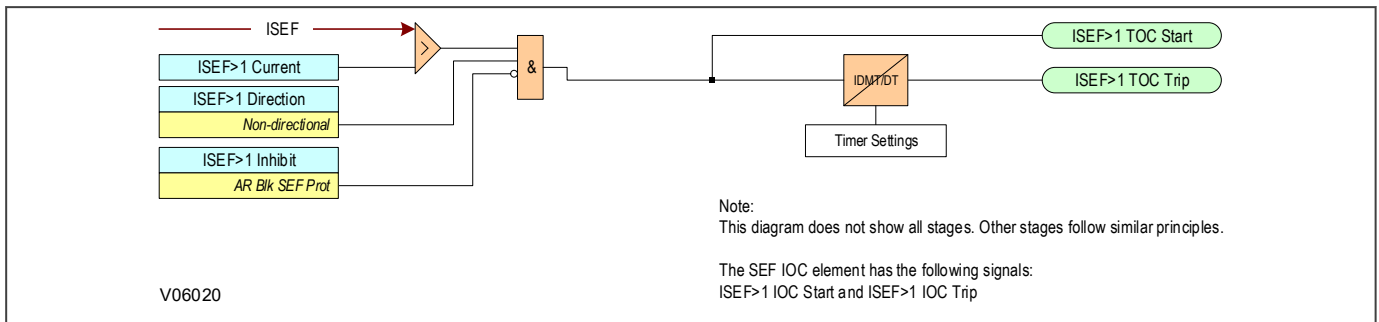 ISEF
ISEF>1 Current
>
ISEF>1 Direction
Non-directional
ISEF>1 Inhibit
AR Blk SEF Prot
&
IDMT/DT
Timer Settings
ISEF>1 TOC Start
ISEF>1 TOC Trip
Note:
This diagram does not show all stages. Other stages follow similar principles.
The SEF IOC element has the following signals:
ISEF>1 IOC Start and ISEF>1 IOC Trip
V06020